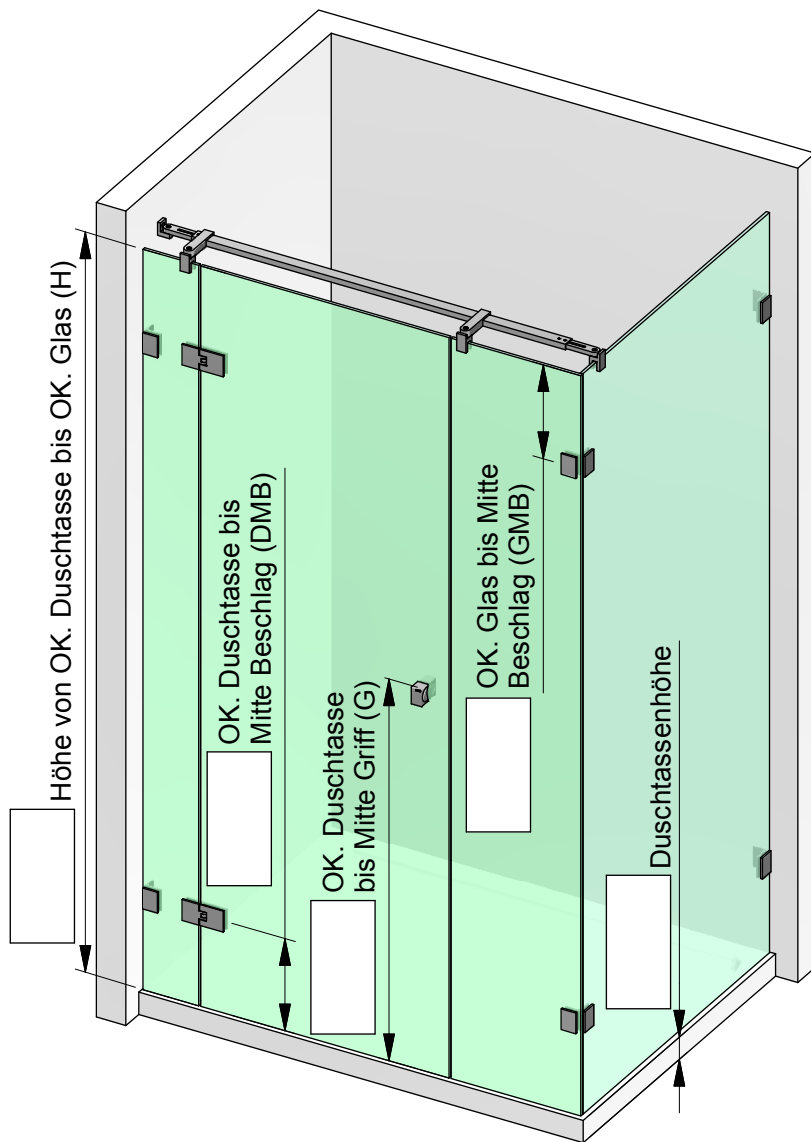 Höhe von OK. Duschtasse bis OK. Glas (H)
OK. Duschtasse bis
Mitte Beschlag (DMB)
OK. Duschtasse
bis Mitte Griff (G)
OK. Glas bis Mitte
Beschlag (GMB)
Duschtassenhöhe